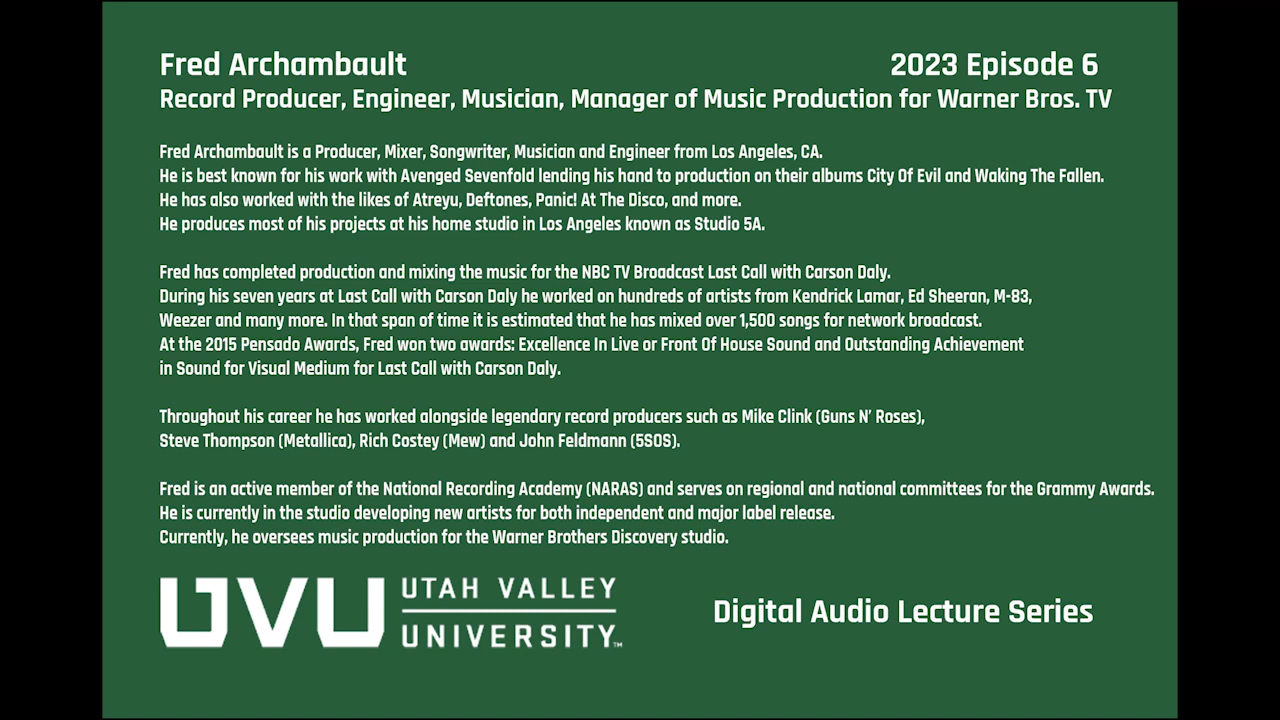 Fred Archambault 2023 Episode 6
Record Producer, Engineer, Musician, Manager of Music Production for Warner Bros. TV
Fred Archambault is a Producer, Mixer, Songwriter, Musician and Engineer from Los Angeles, CA.
He is best known for his work with Avenged Sevenfold lending his hand to production on their albums City Of Evil and Waking The Fallen.
He has also worked with the likes of Atreyu, Deftones, Panic! At The Disco, and more.
He produces most of his projects at his home studio in Los Angeles known as Studio 5A.
Fred has completed production and mixing the music for the NBC TV Broadcast Last Call with Carson Daly.
During his seven years at Last Call with Carson Daly he worked on hundreds of artists from Kendrick Lamar, Ed Sheeran, M-83,
Weezer and many more. In that span of time it is estimated that he has mixed over 1,500 songs for network broadcast.
At the 2015 Pensado Awards, Fred won two awards: Excellence In Live or Front Of House Sound and Outstanding Achievement
in Sound for Visual Medium for Last Call with Carson Daly.
Throughout his career he has worked alongside legendary record producers such as Mike Clink (Guns N’ Roses),
Steve Thompson (Metallica), Rich Costey (Mew) and John Feldmann (5SOS).
Fred is an active member of the National Recording Academy (NARAS) and serves on regional and national committees for the Grammy Awards.
He is currently in the studio developing new artists for both independent and major label release.
Currently, he oversees music production for the Warner Brothers Discovery studio.
UVU UTAH VALLEY
UNIVERSITY™
Digital Audio Lecture Series